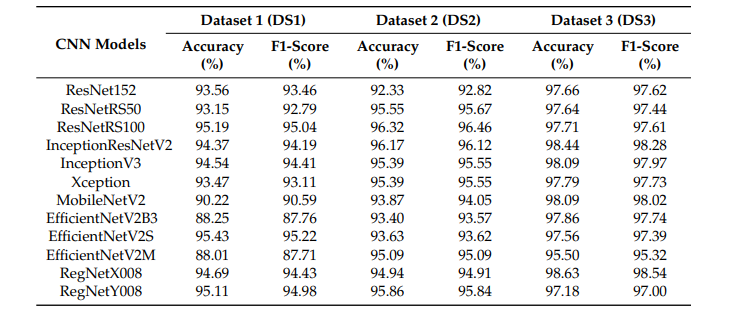 Dataset 1 (DS1) Dataset 2 (DS2) Dataset 3 (DS3)
CNN Models Accuracy (%) F1-Score (%) Accuracy (%) F1-Score (%) Accuracy (%) F1-Score (%)
ResNet152 93.56 93.46 92.33 92.82 97.66 97.62
ResNetRS50 93.15 92.79 95.55 95.67 97.64 97.44
ResNetRS100 95.19 95.04 96.32 96.46 97.71 97.61
InceptionResNetV2 94.37 94.19 96.17 96.12 98.44 98.28
InceptionV3 94.54 94.41 95.39 95.55 98.09 97.97
Xception 93.47 93.11 95.39 95.55 97.79 97.73
MobileNetV2 90.22 90.59 93.87 94.05 98.09 98.02
EfficientNetV2B3 88.25 87.76 93.40 93.57 97.86 97.74
EfficientNetV2S 95.43 95.22 93.63 93.62 97.56 97.39
EfficientNetV2M 88.01 87.71 95.09 95.09 95.50 95.32
RegNetX008 94.69 94.43 94.94 94.91 98.63 98.54
RegNetY008 95.11 94.98 95.86 95.84 97.18 97.00